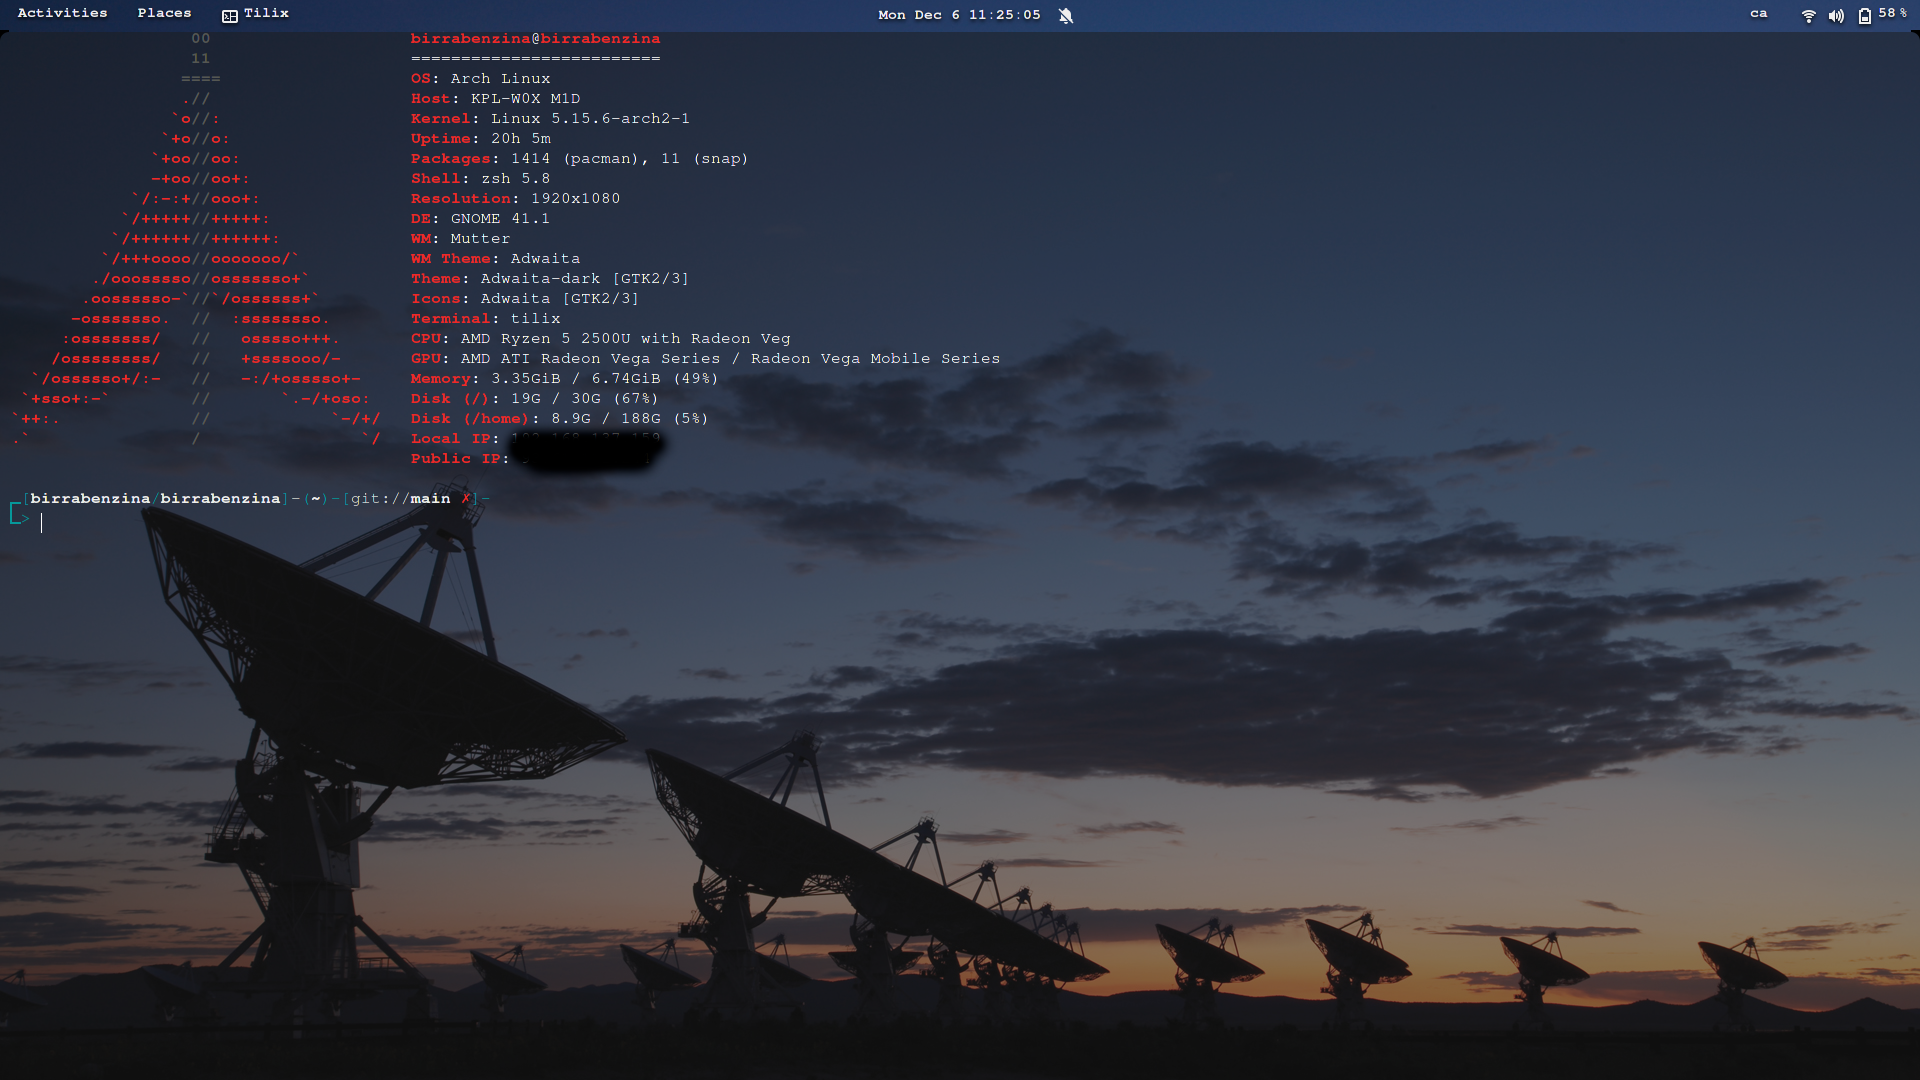 Activities Places Tilix Mon Dec 6 11:25:05 ca 58 %
00 birrabenzina@birrabenzina
11 =========================
==== OS: Arch Linux
.// Host: KPL-W0X M1D
`o//: Kernel: Linux 5.15.6-arch2-1
`+o//o: Uptime: 20h 5m
`+oo//oo: Packages: 1414 (pacman), 11 (snap)
-+oo//oo+: Shell: zsh 5.8
`/:-:+//ooo+: Resolution: 1920x1080
`/+++++//+++++: DE: GNOME 41.1
`/++++++//++++++: WM: Mutter
`/+++oooo//ooooooo/` WM Theme: Adwaita
./ooosssso//osssssso+` Theme: Adwaita-dark [GTK2/3]
.oossssso-`//`/ossssss+` Icons: Adwaita [GTK2/3]
-osssssso. // :ssssssso. Terminal: tilix
:osssssss/ // osssso+++. CPU: AMD Ryzen 5 2500U with Radeon Veg
/ossssssss/ // +ssssooo/- GPU: AMD ATI Radeon Vega Series / Radeon Vega Mobile Series
`/ossssso+/:- // -:/+osssso+- Memory: 3.35GiB / 6.74GiB (49%)
`+sso+:-` // `.-/+oso: Disk (/): 19G / 30G (67%)
`++:. // `-/+/ Disk (/home): 8.9G / 188G (5%)
.` / `/ Local IP:
Public IP:
[birrabenzina/birrabenzina]-(~)-[git://main ✗]-
>